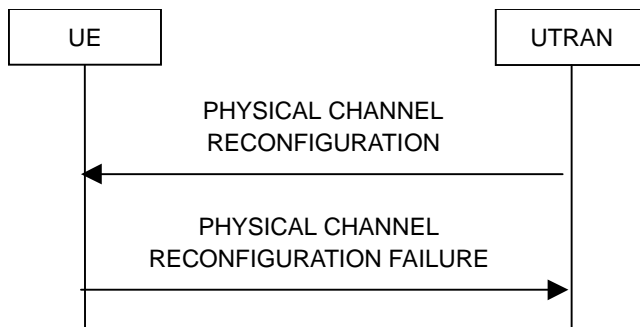 UE
UTRAN
PHYSICAL CHANNEL
RECONFIGURATION
PHYSICAL CHANNEL
RECONFIGURATION FAILURE